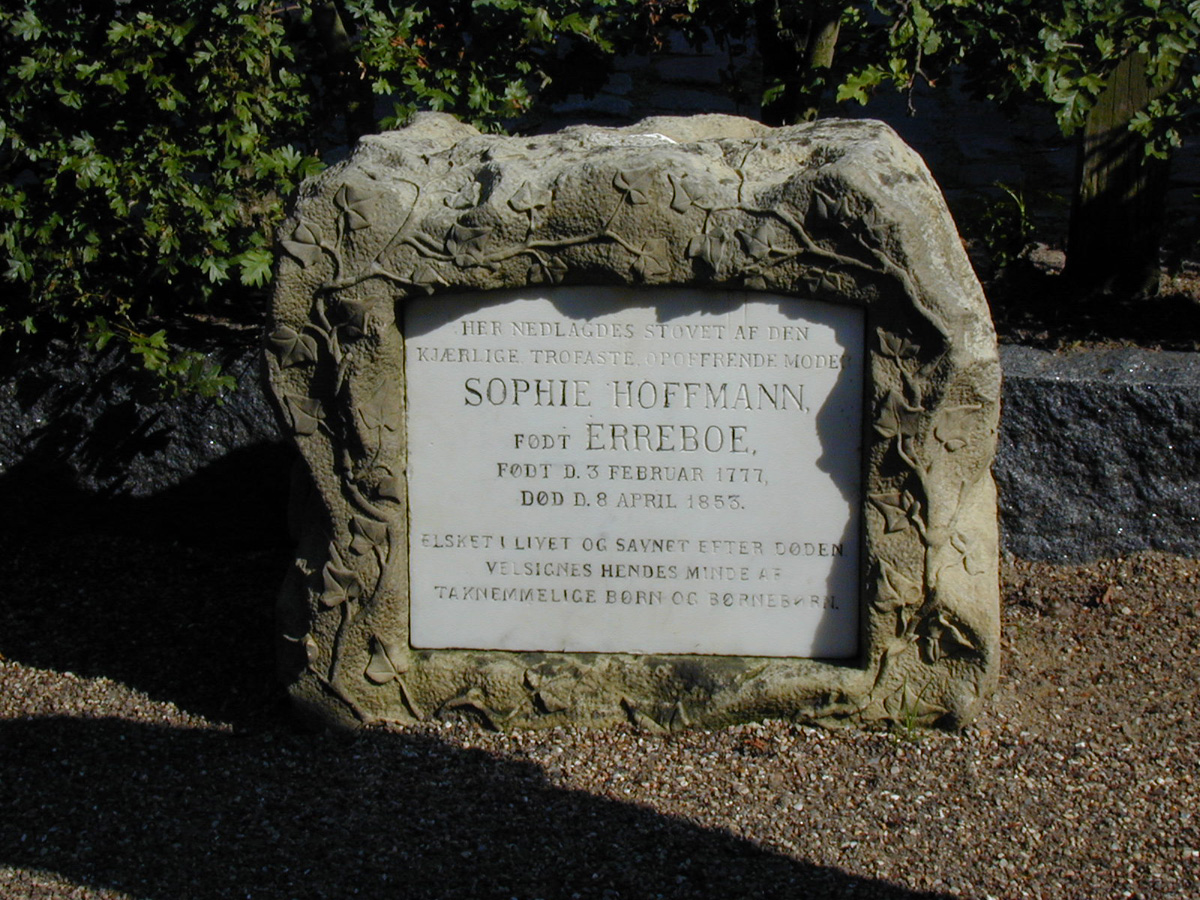 HER NEDLAGDES STØVET AF DEN
KJÆRLIGE, TROFASTE, OPOFFRENDE MODER
SOPHIE HOFFMANN,
FØDT ERREBOE,
FØDT D. 3 FEBRUAR 1777,
DØD D. 8 APRIL 1853.
ELSKET I LIVET OG SAVNET EFTER DØDEN
VELSIGNES HENDES MINDE AF
TAKNEMMELIGE BØRN OG BØRNEBØRN.